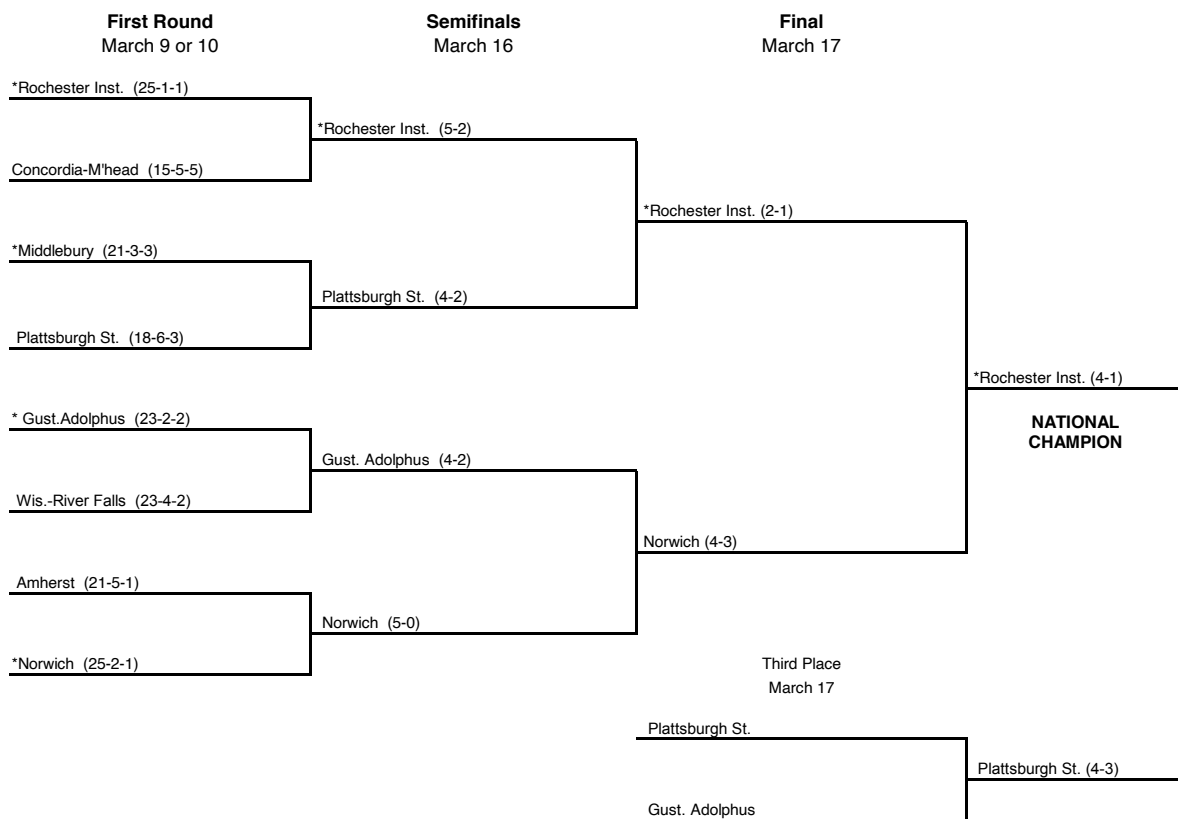 First Round
March 9 or 10
Semifinals
March 16
Final
March 17
*Rochester Inst. (25-1-1)
*Rochester Inst. (5-2)
Concordia-M'head (15-5-5)
*Rochester Inst. (2-1)
*Middlebury (21-3-3)
Plattsburgh St. (4-2)
Plattsburgh St. (18-6-3)
*Rochester Inst. (4-1)
* Gust.Adolphus (23-2-2)
NATIONAL
CHAMPION
Gust. Adolphus (4-2)
Wis.-River Falls (23-4-2)
Norwich (4-3)
Amherst (21-5-1)
Norwich (5-0)
*Norwich (25-2-1)
Third Place
March 17
Plattsburgh St.
Plattsburgh St. (4-3)
Gust. Adolphus